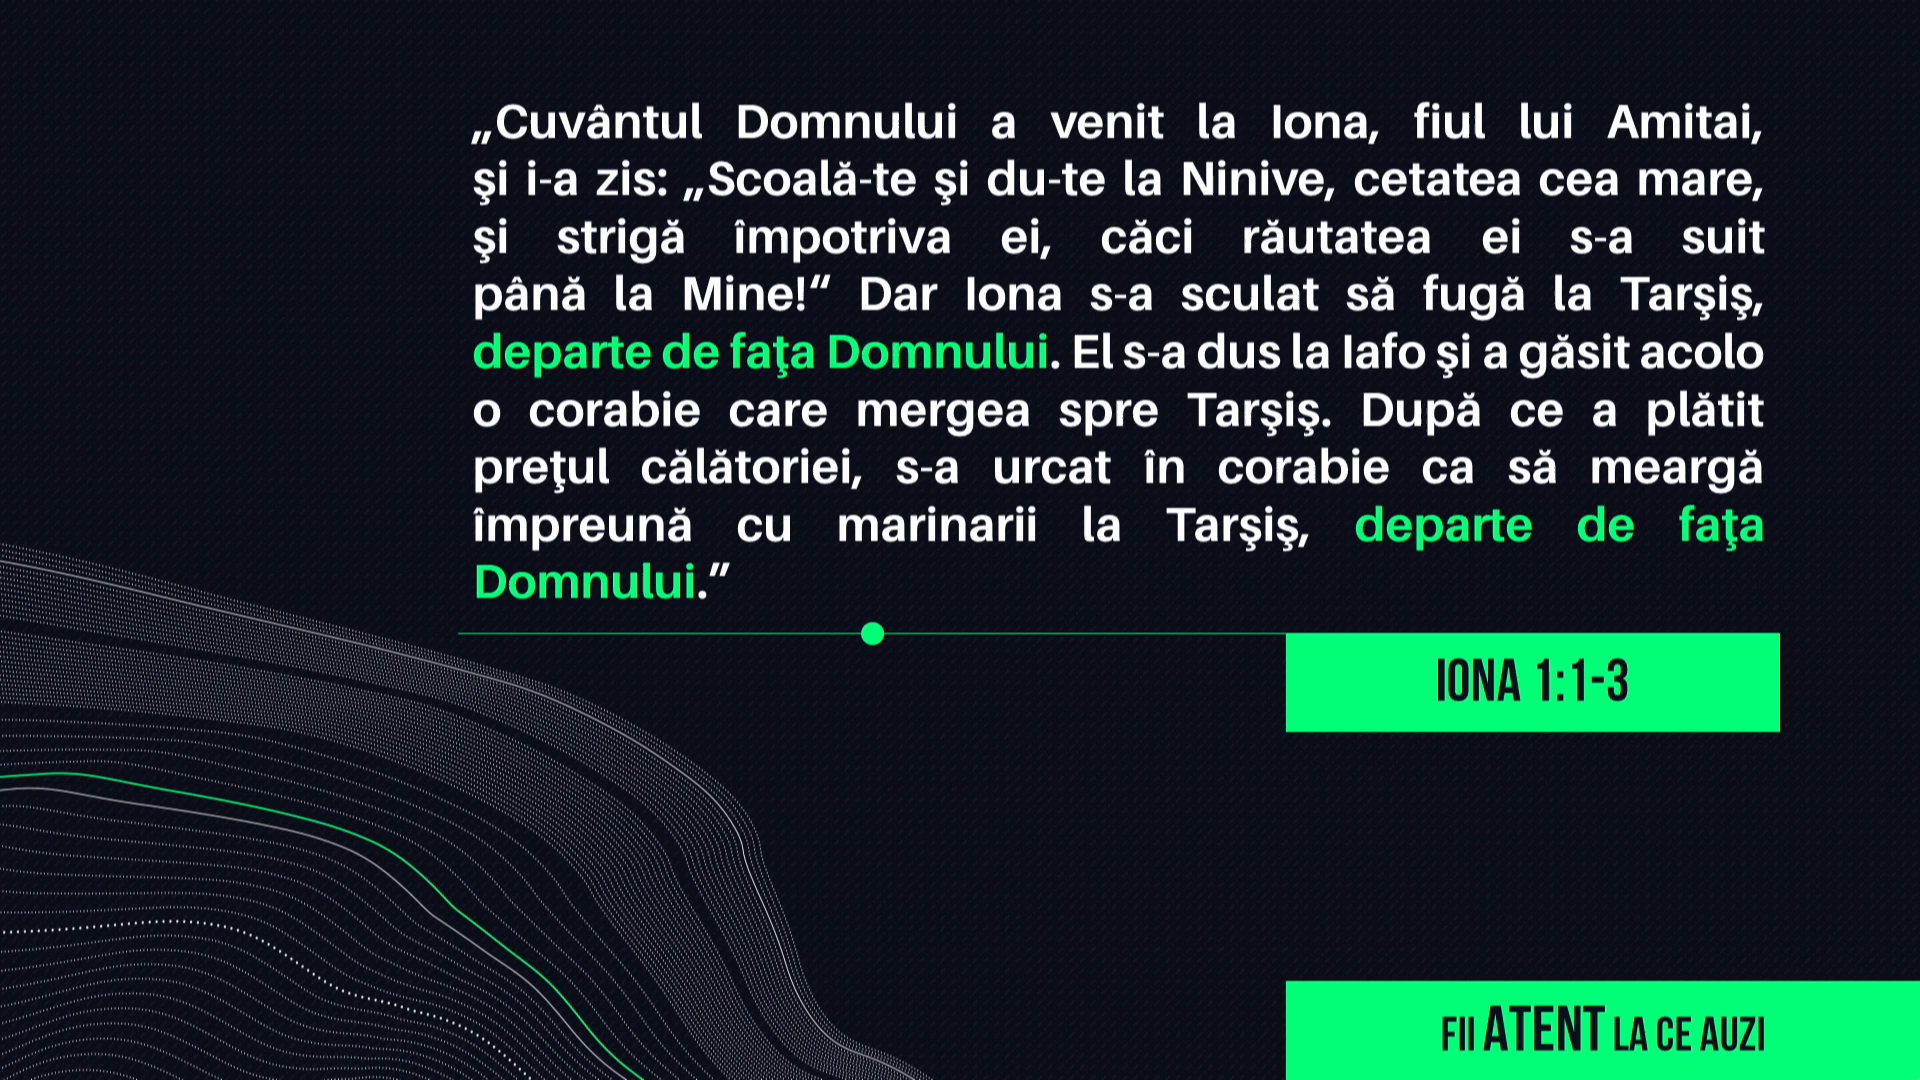 „Cuvântul Domnului a venit la Iona, fiul lui Amitai,
şi i-a zis: „Scoală-te şi du-te la Ninive, cetatea cea mare,
şi strigă împotriva ei, căci răutatea ei s-a suit
până la Mine!“ Dar Iona s-a sculat să fugă la Tarşiş,
departe de faţa Domnului. El s-a dus la Iafo şi a găsit acolo
o corabie care mergea spre Tarşiş. După ce a plătit
preţul călătoriei, s-a urcat în corabie ca să meargă
împreună cu marinarii la Tarşiş, departe de faţa
Domnului.”
IONA 1:1-3
FII ATENT LA CE AUZI